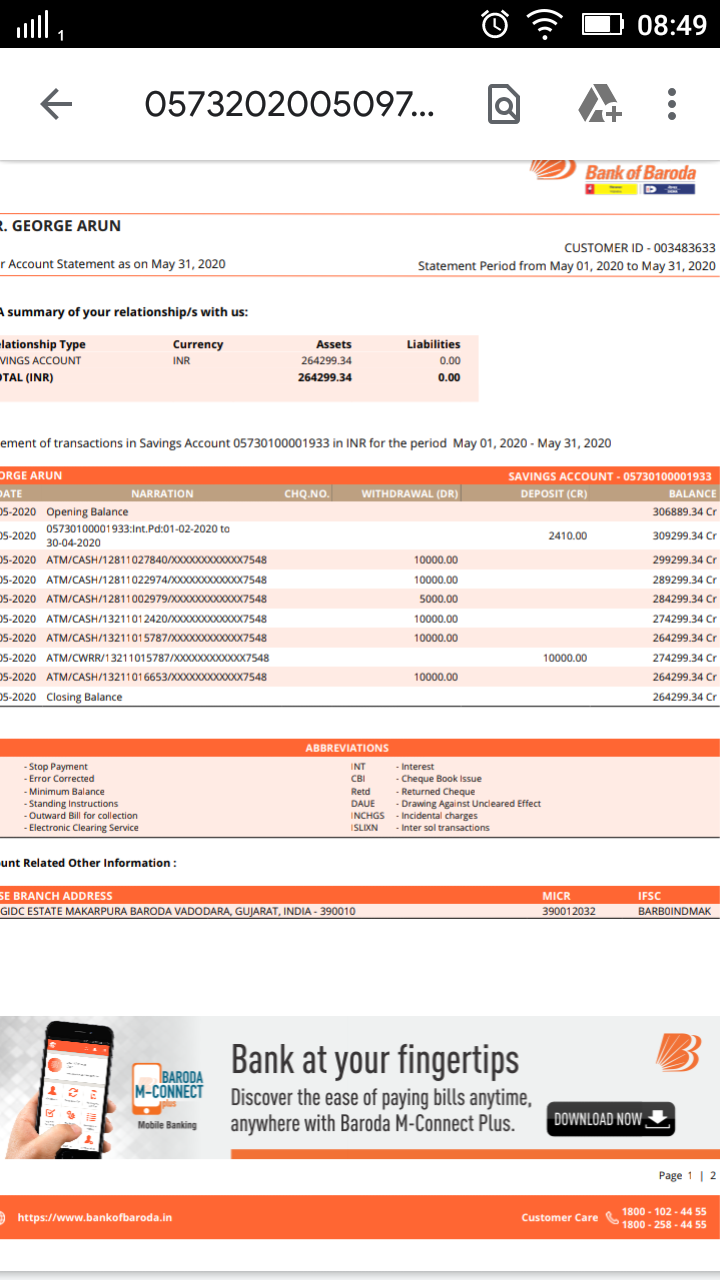 1 08:49
0573202005097...
Bank of Baroda
R. GEORGE ARUN
CUSTOMER ID - 003483633
r Account Statement as on May 31, 2020
Statement Period from May 01, 2020 to May 31, 2020
A summary of your relationship/s with us:
elationship Type Currency Assets Liabilities
VINGS ACCOUNT INR 264299.34 0.00
OTAL (INR) 264299.34 0.00
ement of transactions in Savings Account 05730100001933 in INR for the period May 01, 2020 - May 31, 2020
ORGE ARUN SAVINGS ACCOUNT - 05730100001933
DATE NARRATION CHQ.NO. WITHDRAWAL (DR) DEPOSIT (CR) BALANCE
05-2020 Opening Balance 306889.34 Cr
05-2020 05730100001933:Int.Pd:01-02-2020 to 30-04-2020 2410.00 309299.34 Cr
05-2020 ATM/CASH/12811027840/XXXXXXXXXXXX7548 10000.00 299299.34 Cr
05-2020 ATM/CASH/12811022974/XXXXXXXXXXXX7548 10000.00 289299.34 Cr
05-2020 ATM/CASH/12811002979/XXXXXXXXXXXX7548 5000.00 284299.34 Cr
05-2020 ATM/CASH/13211012420/XXXXXXXXXXXX7548 10000.00 274299.34 Cr
05-2020 ATM/CASH/13211015787/XXXXXXXXXXXX7548 10000.00 264299.34 Cr
05-2020 ATM/CWRR/13211015787/XXXXXXXXXXXX7548 10000.00 274299.34 Cr
05-2020 ATM/CASH/13211016653/XXXXXXXXXXXX7548 10000.00 264299.34 Cr
05-2020 Closing Balance 264299.34 Cr
ABBREVIATIONS
- Stop Payment INT - Interest
- Error Corrected CBI - Cheque Book Issue
- Minimum Balance Retd - Returned Cheque
- Standing Instructions DAUE - Drawing Against Uncleared Effect
- Outward Bill for collection INCHGS - Incidental charges
- Electronic Clearing Service ISLIXN - Inter sol transactions
ount Related Other Information :
SE BRANCH ADDRESS MICR IFSC
GIDC ESTATE MAKARPURA BARODA VADODARA, GUJARAT, INDIA - 390010 390012032 BARB0INDMAK
BARODA
M-CONNECT
plus
Mobile Banking
Bank at your fingertips
Discover the ease of paying bills anytime,
anywhere with Baroda M-Connect Plus.
DOWNLOAD NOW
Page 1 | 2
https://www.bankofbaroda.in Customer Care 1800 - 102 - 44 55
1800 - 258 - 44 55